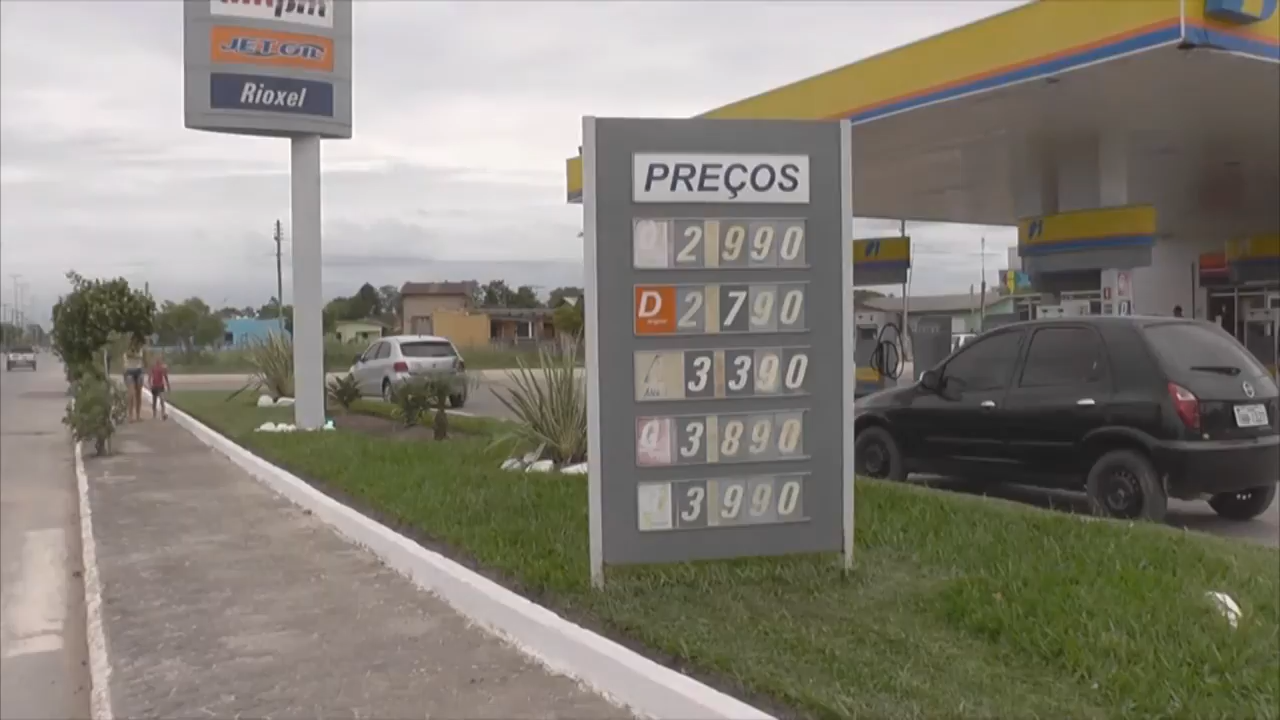 JET OIL
Rioxel
PREÇOS
2 990
D 2 790
3 390
3 890
3 990